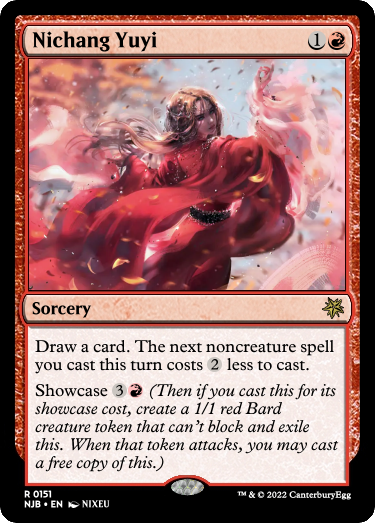 Nichang Yuyi 1
Sorcery
Draw a card. The next noncreature spell
you cast this turn costs 2 less to cast.
Showcase 3 (Then if you cast this for its
showcase cost, create a 1/1 red Bard
creature token that can't block and exile
this. When that token attacks, you may cast
a free copy of this.)
R 0151
NJB • EN NIXEU
™ & © 2022 CanterburyEgg